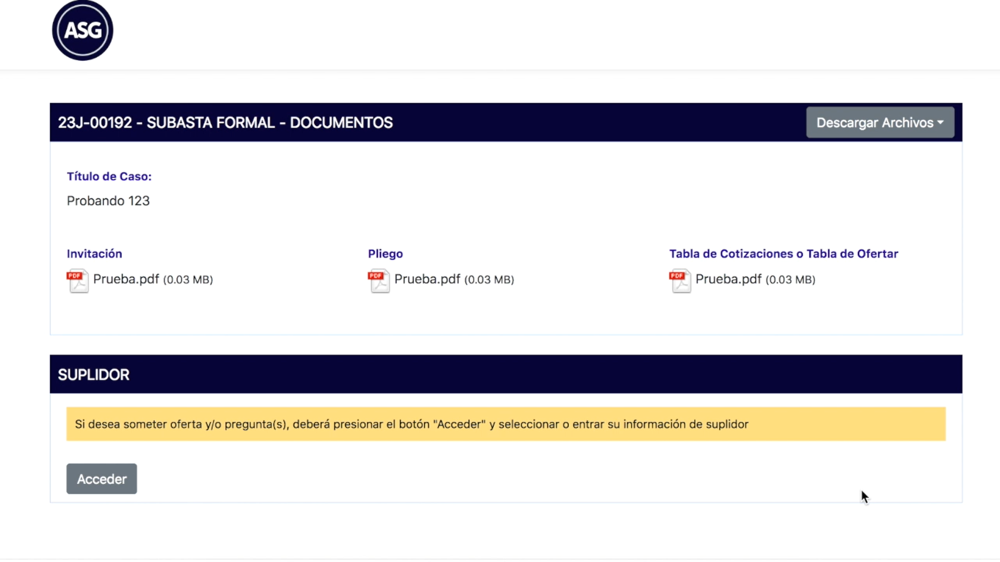 ASG
23J-00192 - SUBASTA FORMAL - DOCUMENTOS
Descargar Archivos
Título de Caso:
Probando 123
Invitación
Pliego
Tabla de Cotizaciones o Tabla de Ofertar
PDF Prueba.pdf (0.03 MB)
PDF Prueba.pdf (0.03 MB)
PDF Prueba.pdf (0.03 MB)
SUPLIDOR
Si desea someter oferta y/o pregunta(s), deberá presionar el botón "Acceder" y seleccionar o entrar su información de suplidor
Acceder